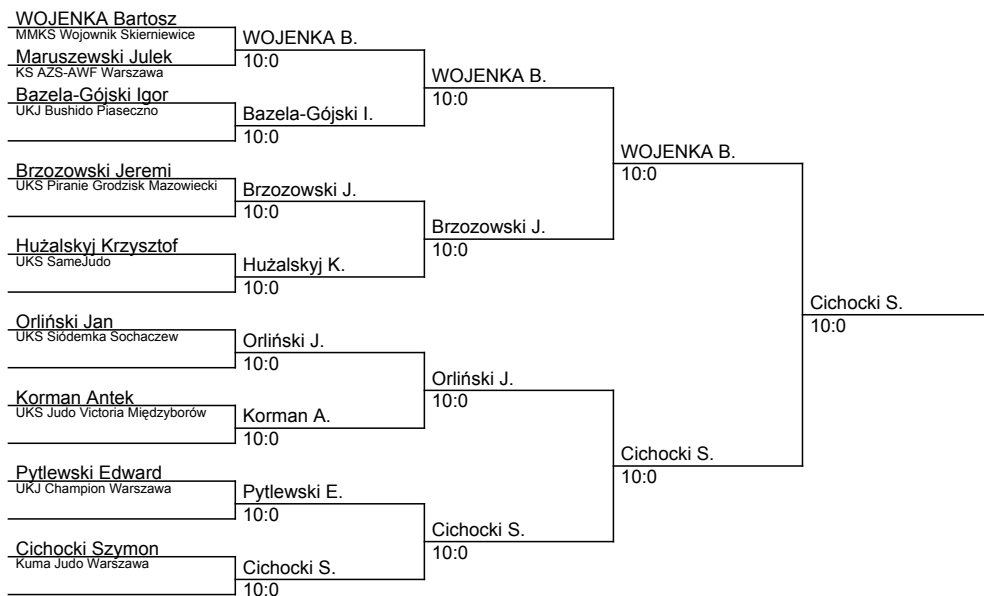 WOJENKA Bartosz
MMKS Wojownik Skierniewice
Maruszewski Julek
KS AZS-AWF Warszawa
Bazela-Gójski Igor
UKJ Bushido Piaseczno
Brzozowski Jeremi
UKS Piranie Grodzisk Mazowiecki
Hużalskyj Krzysztof
UKS SameJudo
Orliński Jan
UKS Siódemka Sochaczew
Korman Antek
UKS Judo Victoria Międzyborów
Pytlewski Edward
UKJ Champion Warszawa
Cichocki Szymon
Kuma Judo Warszawa
WOJENKA B.
10:0
Bazela-Gójski I.
10:0
Brzozowski J.
10:0
Hużalskyj K.
10:0
Orliński J.
10:0
Korman A.
10:0
Pytlewski E.
10:0
Cichocki S.
10:0
WOJENKA B.
10:0
Brzozowski J.
10:0
Orliński J.
10:0
Cichocki S.
10:0
WOJENKA B.
10:0
Cichocki S.
10:0
Cichocki S.
10:0